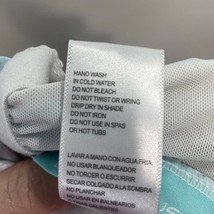 HAND WASH
IN COLD WATER
DO NOT BLEACH
DO NOT TWIST OR WRING
DRIP DRY IN SHADE
DO NOT IRON
DO NOT USE IN SPAS
OR HOT TUBS
LAVAR A MANO CON AGUA FRIA
NO USAR BLANQUEADOR
NO TORCER O ESCURRIR
SECAR COLGADO A LA SOMBRA
NO PLANCHAR
CALIENTES